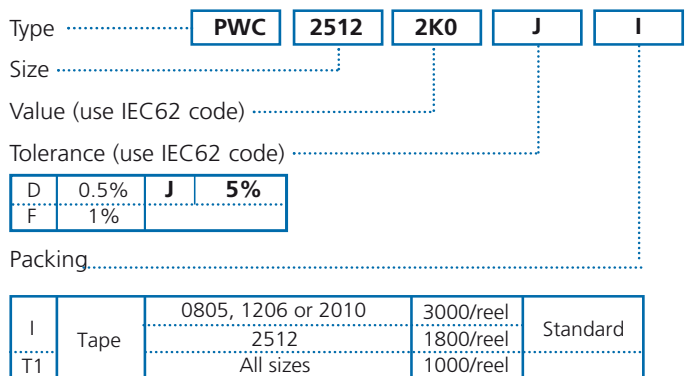 Type PWC 2512 2K0 J I
Size
Value (use IEC62 code)
Tolerance (use IEC62 code)
D 0.5% J 5%
F 1%
Packing
I Tape 0805, 1206 or 2010 3000/reel Standard
2512 1800/reel
T1 All sizes 1000/reel